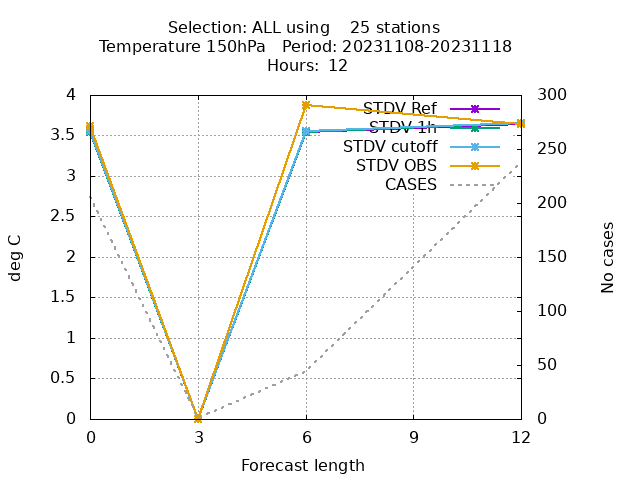 Selection: ALL using    25 stations
Temperature 150hPa   Period: 20231108-20231118
Hours:  12
4
3.5
3
2.5
2
1.5
1
0.5
0
300
250
200
150
100
50
0
STDV Ref
STDV 1h
STDV cutoff
STDV OBS
CASES
deg C
No cases
0
3
6
9
12
Forecast length